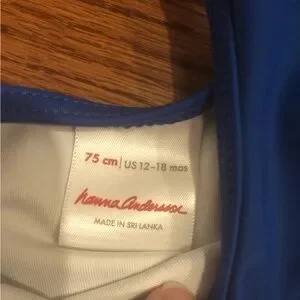 75 cm | US 12-18 mos
hanna andersson
MADE IN SRI LANKA